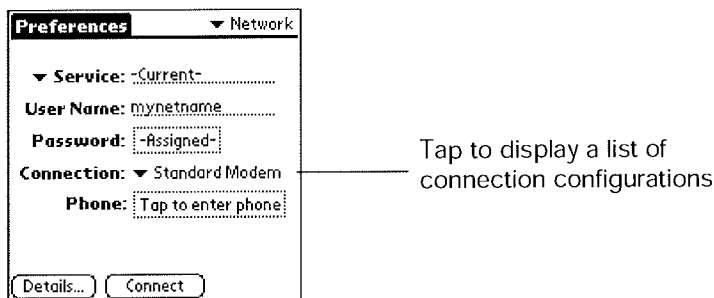 Preferences ▼ Network
▼ Service: -Current-
User Name: mynetname
Password: -Assigned-
Connection: ▼ Standard Modem
Phone: Tap to enter phone
Details... Connect
Tap to display a list of
connection configurations